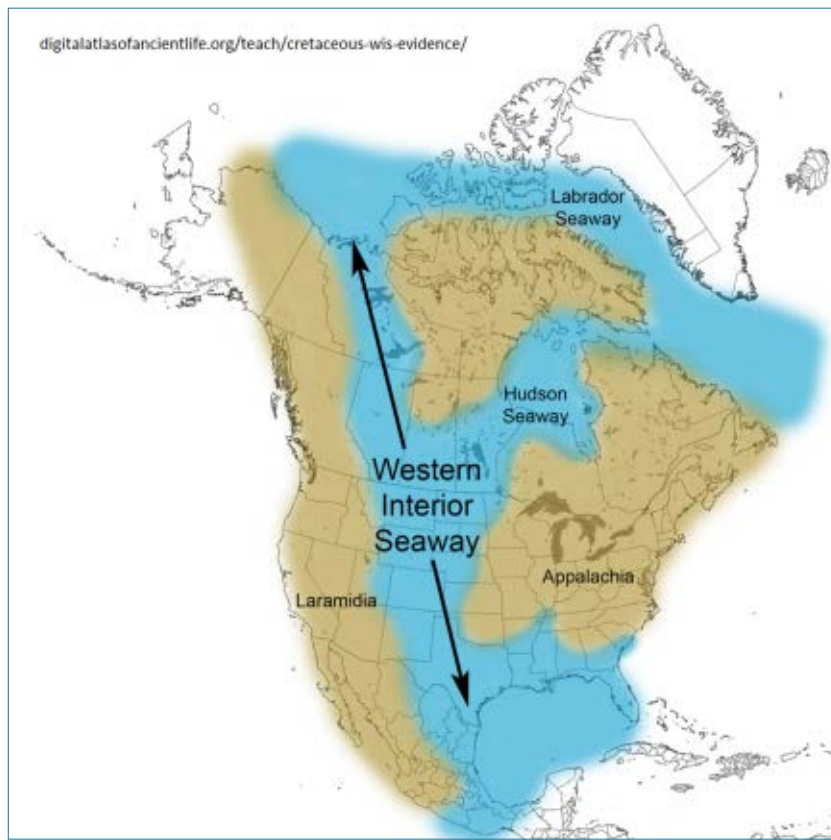 digitalatlasofancientlife.org/teach/cretaceous-wis-evidence/
Labrador
Seaway
Hudson
Seaway
Western
Interior
Seaway
Appalachia
Laramidia